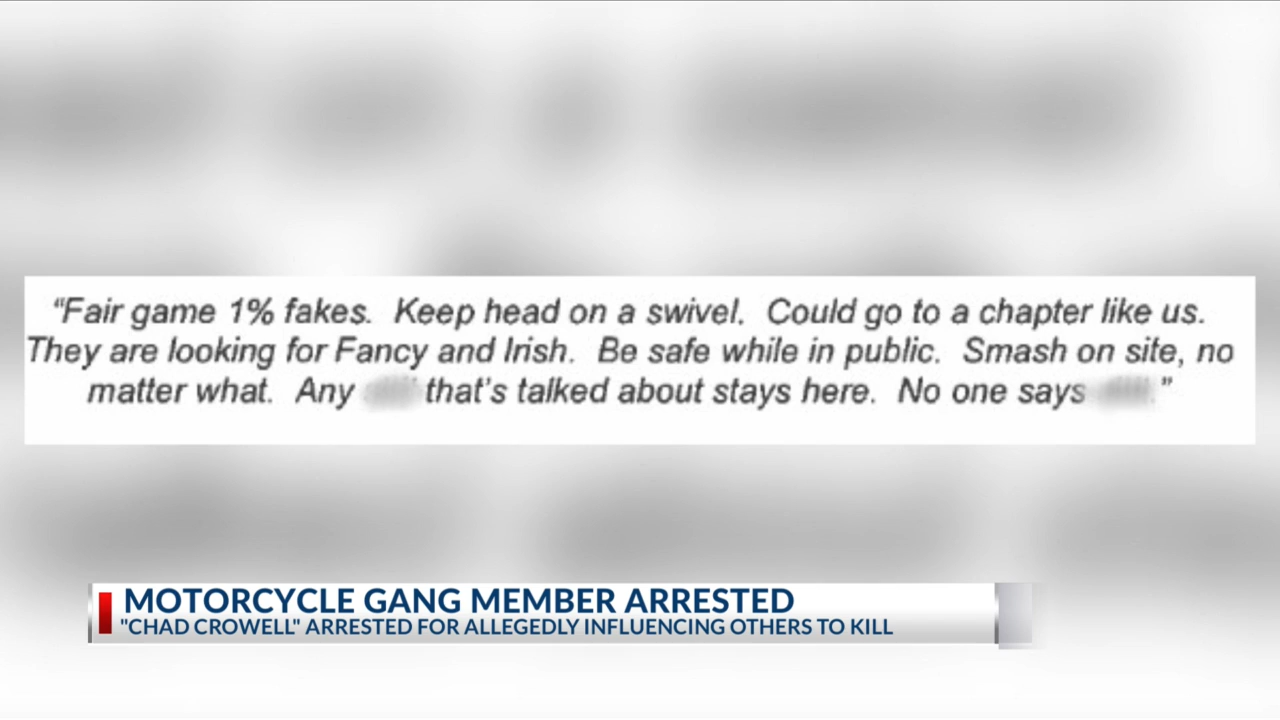 “Fair game 1% fakes. Keep head on a swivel. Could go to a chapter like us.
They are looking for Fancy and Irish. Be safe while in public. Smash on site, no
matter what. Any that's talked about stays here. No one says ”
MOTORCYCLE GANG MEMBER ARRESTED
"CHAD CROWELL" ARRESTED FOR ALLEGEDLY INFLUENCING OTHERS TO KILL